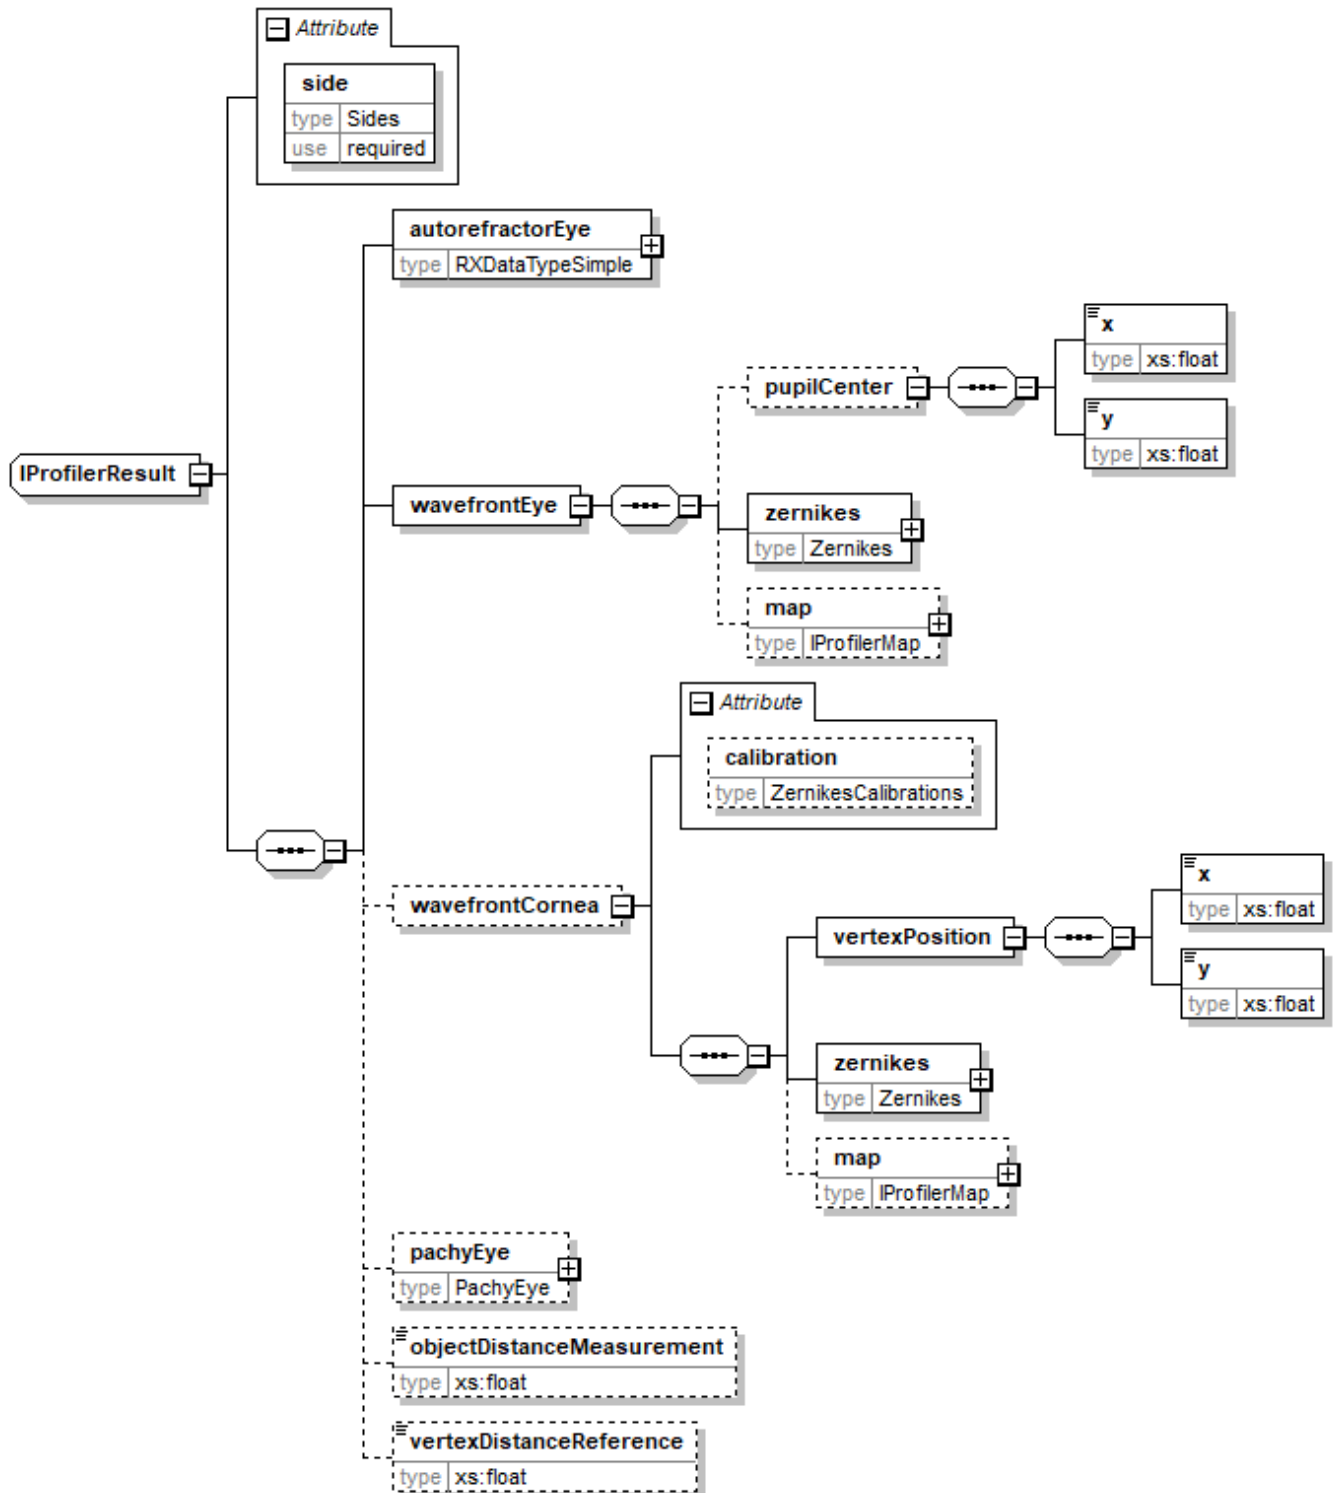 Attribute
side
type Sides
use required
autorefractorEye
type RXDataTypeSimple
x
type xs:float
pupilCenter
y
type xs:float
IProfilerResult
wavefrontEye
zernikes
type Zernikes
map
type IProfilerMap
Attribute
calibration
type ZernikesCalibrations
wavefrontCornea
x
type xs:float
vertexPosition
y
type xs:float
zernikes
type Zernikes
map
type IProfilerMap
pachyEye
type PachyEye
objectDistanceMeasurement
type xs:float
vertexDistanceReference
type xs:float